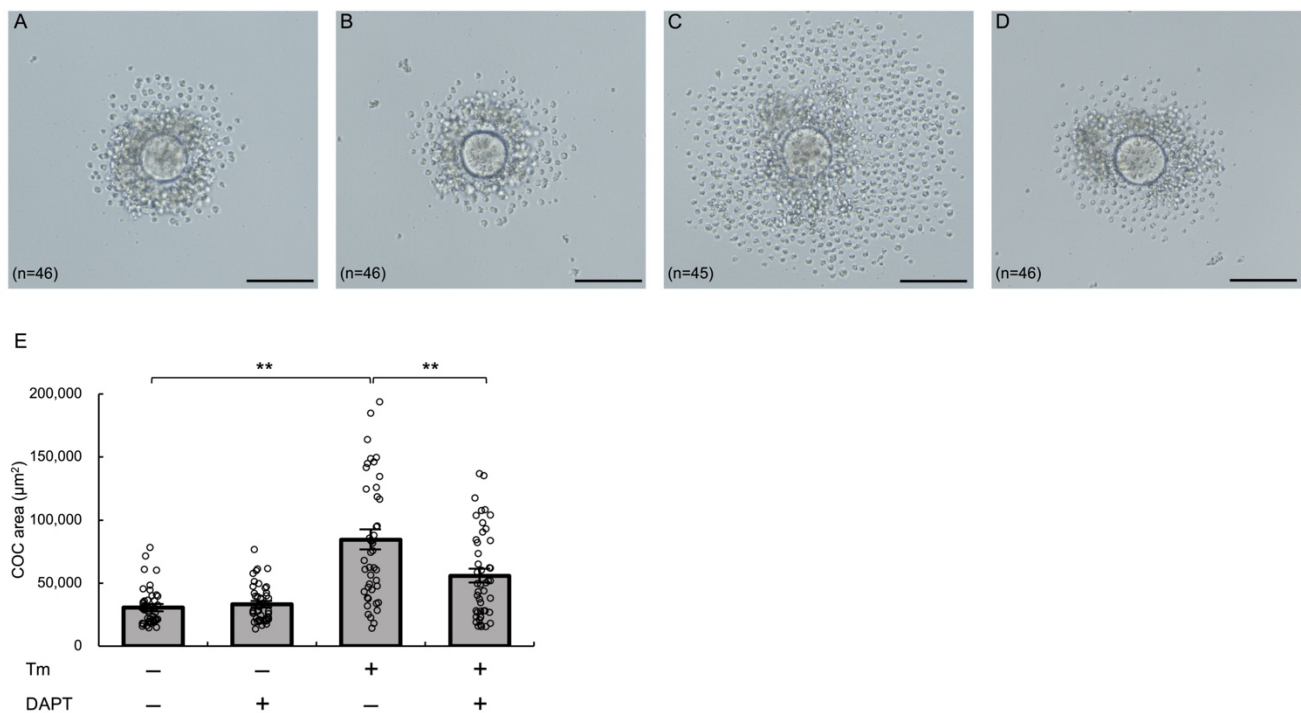 A
B
C
D
(n=46)
(n=46)
(n=45)
(n=46)
E
**
**
200,000
150,000
100,000
50,000
0
COC area (µm²)
Tm – – + +
DAPT – + – +